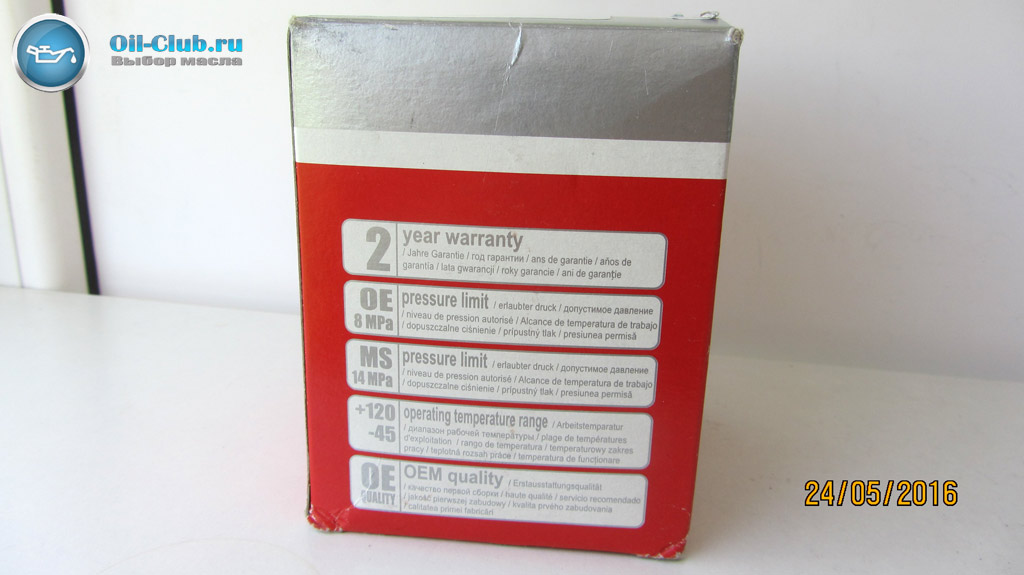 Oil-Club.ru
Выбор масла
2
year warranty
/ Jahre Garantie / год гарантии / ans de garantie / años de
garantía / lata gwarancji / roky garancie / ani de garanție
OE
8 MPa
pressure limit / erlaubter druck / допустимое давление
/ niveau de pression autorisé / Alcance de temperatura de trabajo
/ dopuszczalne ciśnienie / prípustný tlak / presiunea permisă
MS
14 MPa
pressure limit / erlaubter druck / допустимое давление
/ niveau de pression autorisé / Alcance de temperatura de trabajo
/ dopuszczalne ciśnienie / prípustný tlak / presiunea permisă
+120
-45
operating temperature range / Arbeitstemparatur
/ диапазон рабочей температуры / plage de températures
d'exploitation / rango de temperatura / temperaturowy zakres
pracy / teplotná rozsah práce / temperatura de funcționare
OE
QUALITY
OEM quality / Erstausstattungsqualität
/ качество первой сборки / haute qualité / servicio recomendado
/ jakość pierwszej zabudowy / kvalita prvého zabudovania
/ calitatea primei fabricări
24/05/2016